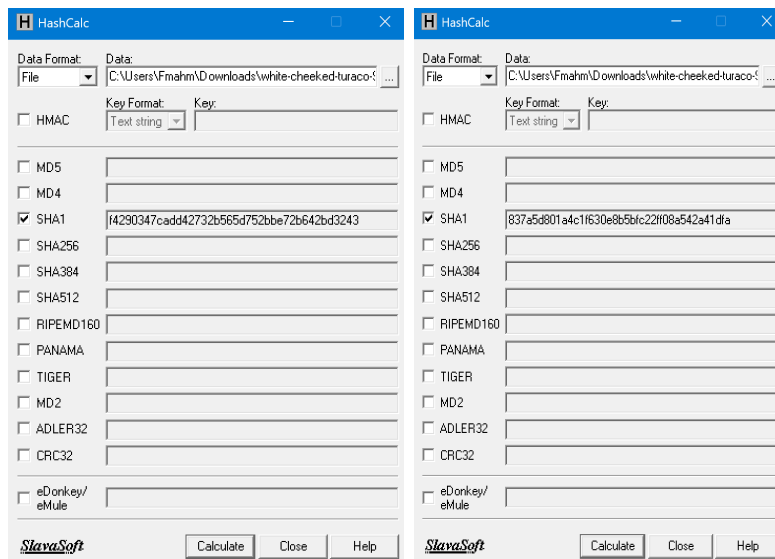 HashCalc
Data Format:
Data:
File
C:\Users\Fmahm\Downloads\white-cheeked-turaco-S
...
Key Format:
Key:
HMAC
Text string
MD5
MD4
SHA1
f4290347cadd42732b565d752bbe72b642bd3243
SHA256
SHA384
SHA512
RIPEMD160
PANAMA
TIGER
MD2
ADLER32
CRC32
eDonkey/
eMule
SlavaSoft
Calculate
Close
Help
HashCalc
Data Format:
Data:
File
C:\Users\Fmahm\Downloads\white-cheeked-turaco-S
...
Key Format:
Key:
HMAC
Text string
MD5
MD4
SHA1
837a5d801a4c1f630e8b5bfc22ff08a542a41dfa
SHA256
SHA384
SHA512
RIPEMD160
PANAMA
TIGER
MD2
ADLER32
CRC32
eDonkey/
eMule
SlavaSoft
Calculate
Close
Help